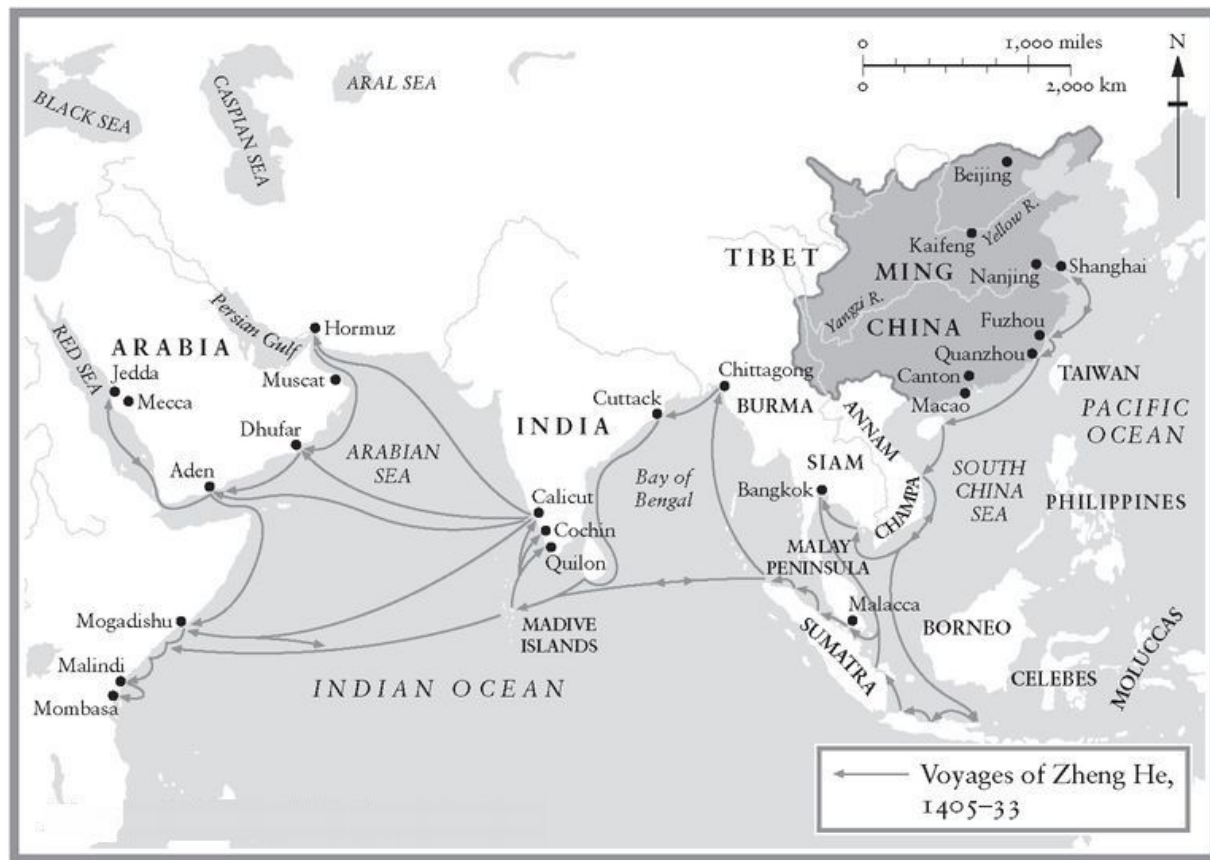 0 1,000 miles
0 2,000 km
N
BLACK SEA
CASPIAN SEA
ARAL SEA
Beijing
Yellow R.
Kaifeng
TIBET
MING
Nanjing
Shanghai
Yangzi R.
CHINA
Fuzhou
Quanzhou
Canton
Macao
TAIWAN
PACIFIC
OCEAN
RED SEA
Persian Gulf
Hormuz
ARABIA
Jedda
Mecca
Muscat
Dhufar
Aden
ARABIAN
SEA
INDIA
Cuttack
Chittagong
BURMA
ANNAM
SIAM
Bangkok
CHAMPA
SOUTH
CHINA
SEA
PHILIPPINES
Bay of
Bengal
Calicut
Cochin
Quilon
MALAY
PENINSULA
Malacca
SUMATRA
BORNEO
CELEBES
MOLUCCAS
MADIVE
ISLANDS
Mogadishu
Malindi
Mombasa
INDIAN OCEAN
Voyages of Zheng He,
1405–33